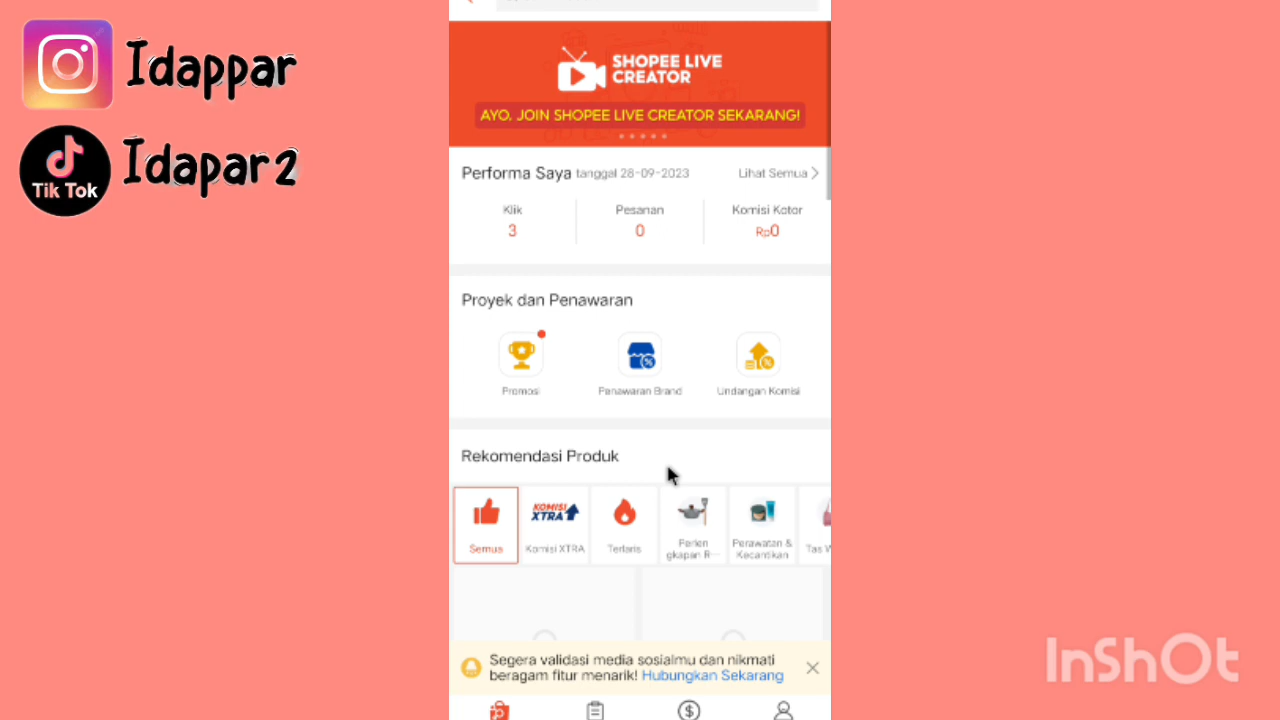 Idappar
Tik Tok
Idapar2
SHOPEE LIVE
CREATOR
AYO, JOIN SHOPEE LIVE CREATOR SEKARANG!
Performa Saya tanggal 28-09-2023 Lihat Semua
Klik Pesanan Komisi Kotor
3 0 Rp0
Proyek dan Penawaran
Promosi Penawaran Brand Undangan Komisi
Rekomendasi Produk
KOMISI
XTRA
Semua Komisi XTRA Terlaris Perlen
gkapan R··· Perawatan &
Kecantikan Tas W
Segera validasi media sosialmu dan nikmati
beragam fitur menarik! Hubungkan Sekarang
InShOt